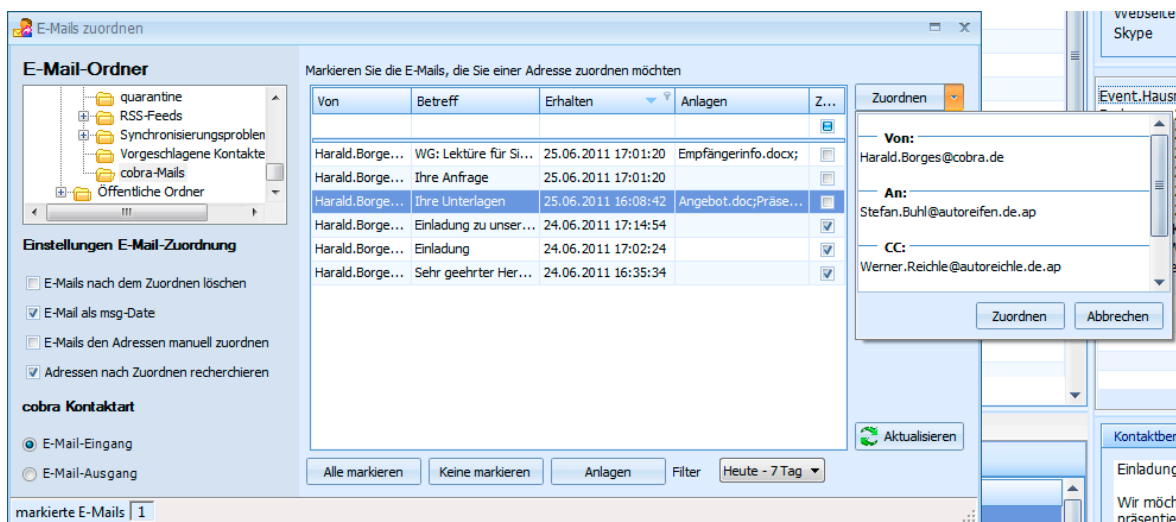 E-Mails zuordnen
E-Mail-Ordner
quarantine
RSS-Feeds
Synchronisierungsproblen
Vorgeschlagene Kontakte
cobra-Mails
Öffentliche Ordner
Einstellungen E-Mail-Zuordnung
E-Mails nach dem Zuordnen löschen
E-Mail als msg-Date
E-Mails den Adressen manuell zuordnen
Adressen nach Zuordnen recherchieren
cobra Kontaktart
E-Mail-Eingang
E-Mail-Ausgang
markierte E-Mails 1
Markieren Sie die E-Mails, die Sie einer Adresse zuordnen möchten
Von Betreff Erhalten Anlagen Z...
Harald.Borge... WG: Lektüre für Si... 25.06.2011 17:01:20 Empfängerinfo.docx;
Harald.Borge... Ihre Anfrage 25.06.2011 17:01:20
Harald.Borge... Ihre Unterlagen 25.06.2011 16:08:42 Angebot.doc;Präse...
Harald.Borge... Einladung zu unser... 24.06.2011 17:14:54
Harald.Borge... Einladung 24.06.2011 17:02:24
Harald.Borge... Sehr geehrter Her... 24.06.2011 16:35:34
Alle markieren Keine markieren Anlagen Filter Heute - 7 Tag
Zuordnen
Von:
Harald.Borges@cobra.de
An:
Stefan.Buhl@autoreifen.de.ap
CC:
Werner.Reichle@autoreichle.de.ap
Zuordnen Abbrechen
Aktualisieren
Webseite
Skype
Event.Hausr
Kontaktber
Einladung
Wir möch
präsentie